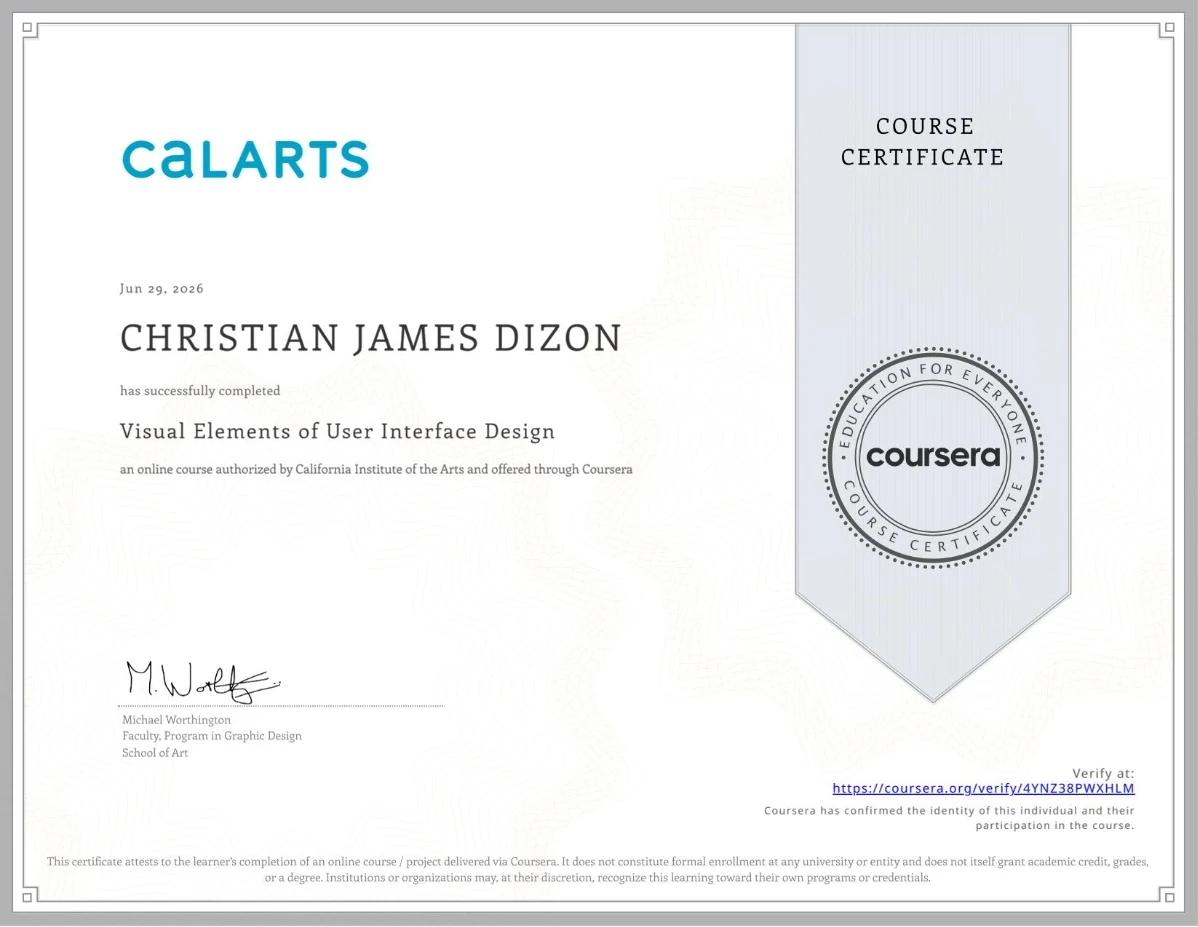 CALARTS
COURSE
CERTIFICATE
Jun 29, 2026
CHRISTIAN JAMES DIZON
has successfully completed
Visual Elements of User Interface Design
an online course authorized by California Institute of the Arts and offered through Coursera
EDUCATION FOR EVERYONE
coursera
COURSE CERTIFICATE
M. Worth
Michael Worthington
Faculty, Program in Graphic Design
School of Art
Verify at:
https://coursera.org/verify/4YNZ38PWXHLM
Coursera has confirmed the identity of this individual and their
participation in the course.
This certificate attests to the learner's completion of an online course / project delivered via Coursera. It does not constitute formal enrollment at any university or entity and does not itself grant academic credit, grades,
or a degree. Institutions or organizations may, at their discretion, recognize this learning toward their own programs or credentials.